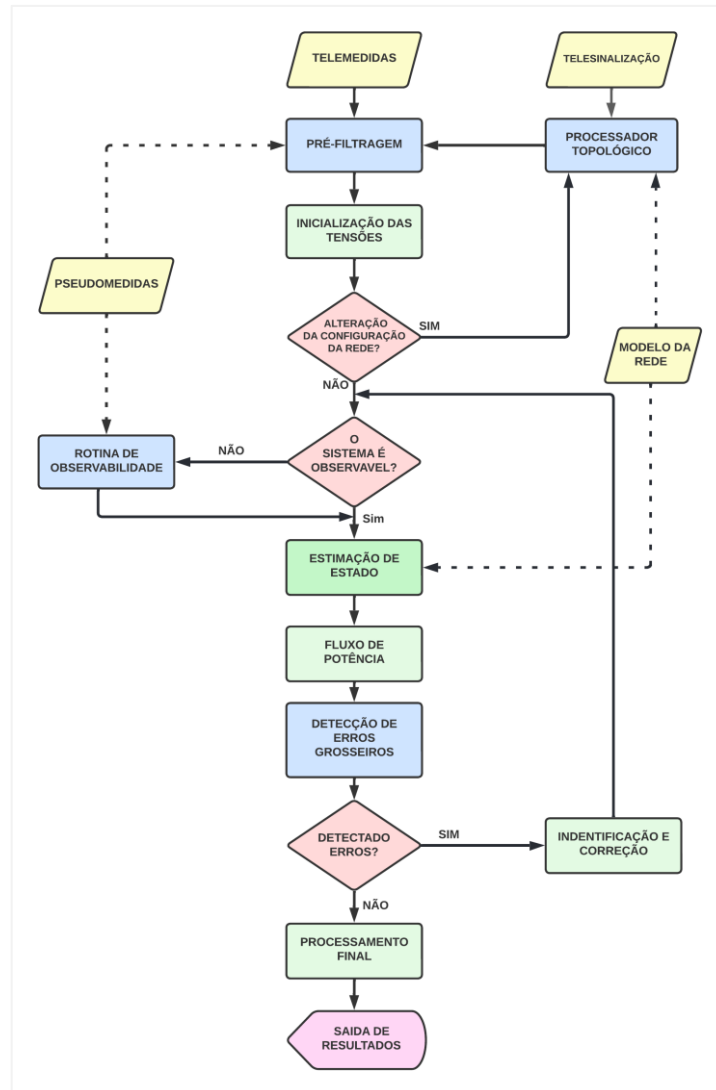 TELEMEDIDAS
TELESINALIZAÇÃO
PRÉ-FILTRAGEM
PROCESSADOR
TOPOLÓGICO
INICIALIZAÇÃO DAS
TENSÕES
PSEUDOMEDIDAS
ALTERAÇÃO
DA CONFIGURAÇÃO
DA REDE?
SIM
MODELO DA
REDE
NÃO
O
SISTEMA É
OBSERVAVEL?
NÃO
ROTINA DE
OBSERVABILIDADE
Sim
ESTIMAÇÃO DE
ESTADO
FLUXO DE
POTÊNCIA
DETECÇÃO DE
ERROS
GROSSEIROS
DETECTADO
ERROS?
SIM
INDENTIFICAÇÃO E
CORREÇÃO
NÃO
PROCESSAMENTO
FINAL
SAIDA DE
RESULTADOS